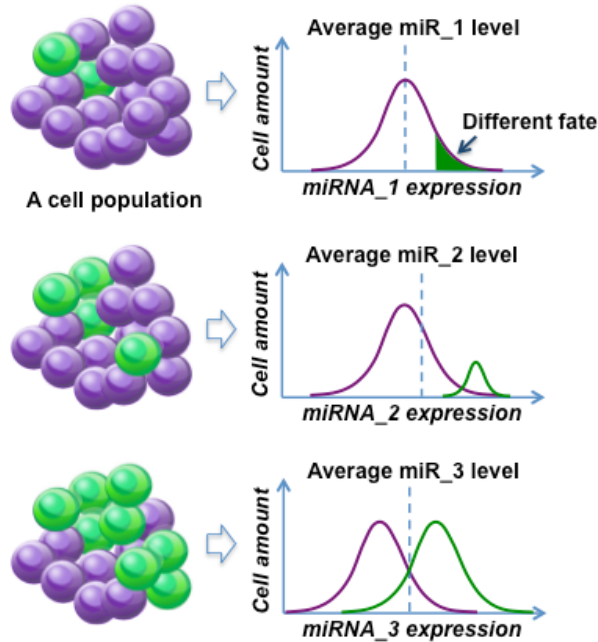 Average miR_1 level
Cell amount
Different fate
miRNA_1 expression
A cell population
Average miR_2 level
Cell amount
miRNA_2 expression
Average miR_3 level
Cell amount
miRNA_3 expression